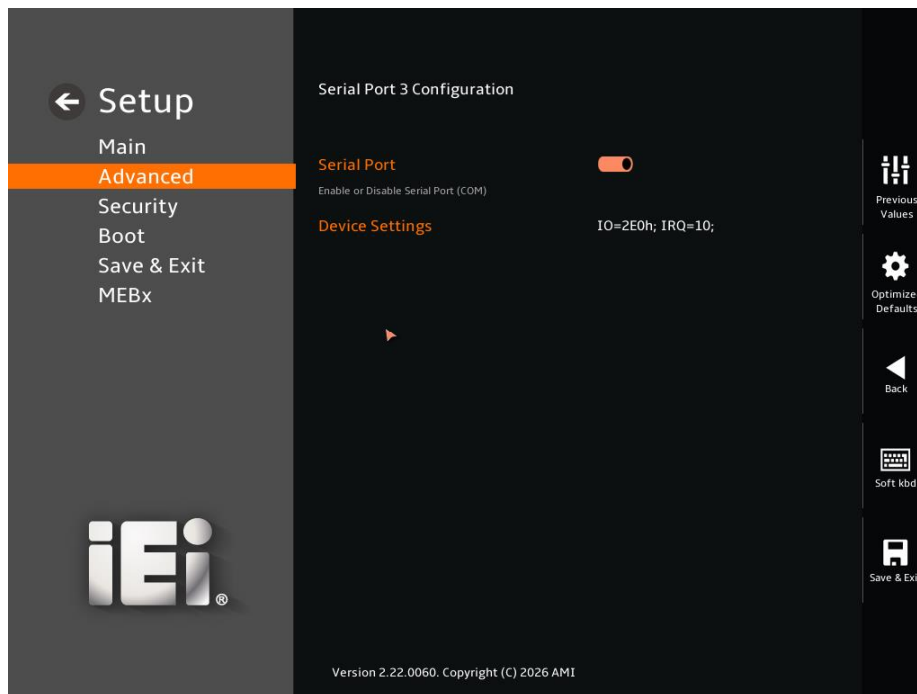 Setup
Main
Advanced
Security
Boot
Save & Exit
MEBx
iEi ®
Serial Port 3 Configuration
Serial Port
Enable or Disable Serial Port (COM)
Device Settings IO=2E0h; IRQ=10;
Previous
Values
Optimize
Defaults
Back
Soft kbd
Save & Exi
Version 2.22.0060. Copyright (C) 2026 AMI